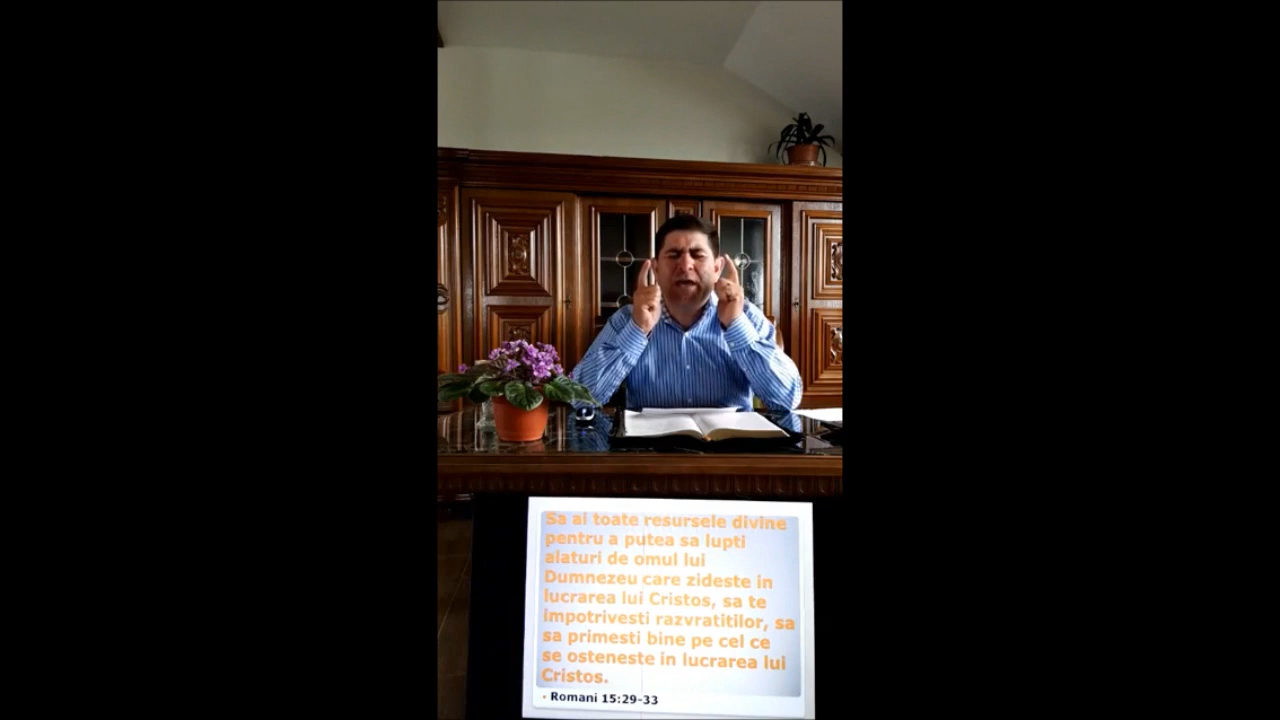 Sa ai toate resursele divine
pentru a putea sa lupti
alaturi de omul lui
Dumnezeu care zideste in
lucrarea lui Cristos, sa te
impotrivesti razvratitilor, sa
sa primesti bine pe cel ce
se osteneste in lucrarea lui
Cristos.
• Romani 15:29-33